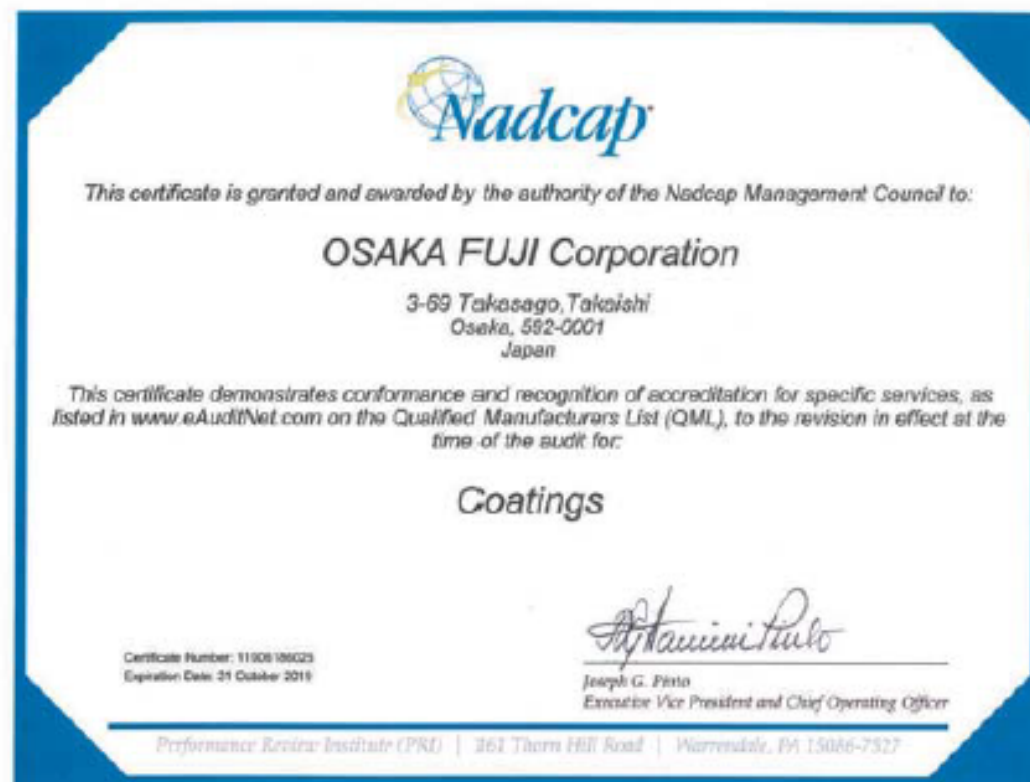 Nadcap
This certificate is granted and awarded by the authority of the Nadcap Management Council to:
OSAKA FUJI Corporation
3-69 Takasago,Takaishi
Osaka, 592-0001
Japan
This certificate demonstrates conformance and recognition of accreditation for specific services, as
listed in www.eAuditNet.com on the Qualified Manufacturers List (QML), to the revision in effect at the
time of the audit for:
Coatings
Certificate Number: 11906186025
Expiration Date: 31 October 2019
Joseph G. Pinto
Executive Vice President and Chief Operating Officer
Performance Review Institute (PRI) | 161 Thorn Hill Road | Warrendale, PA 15086-7527